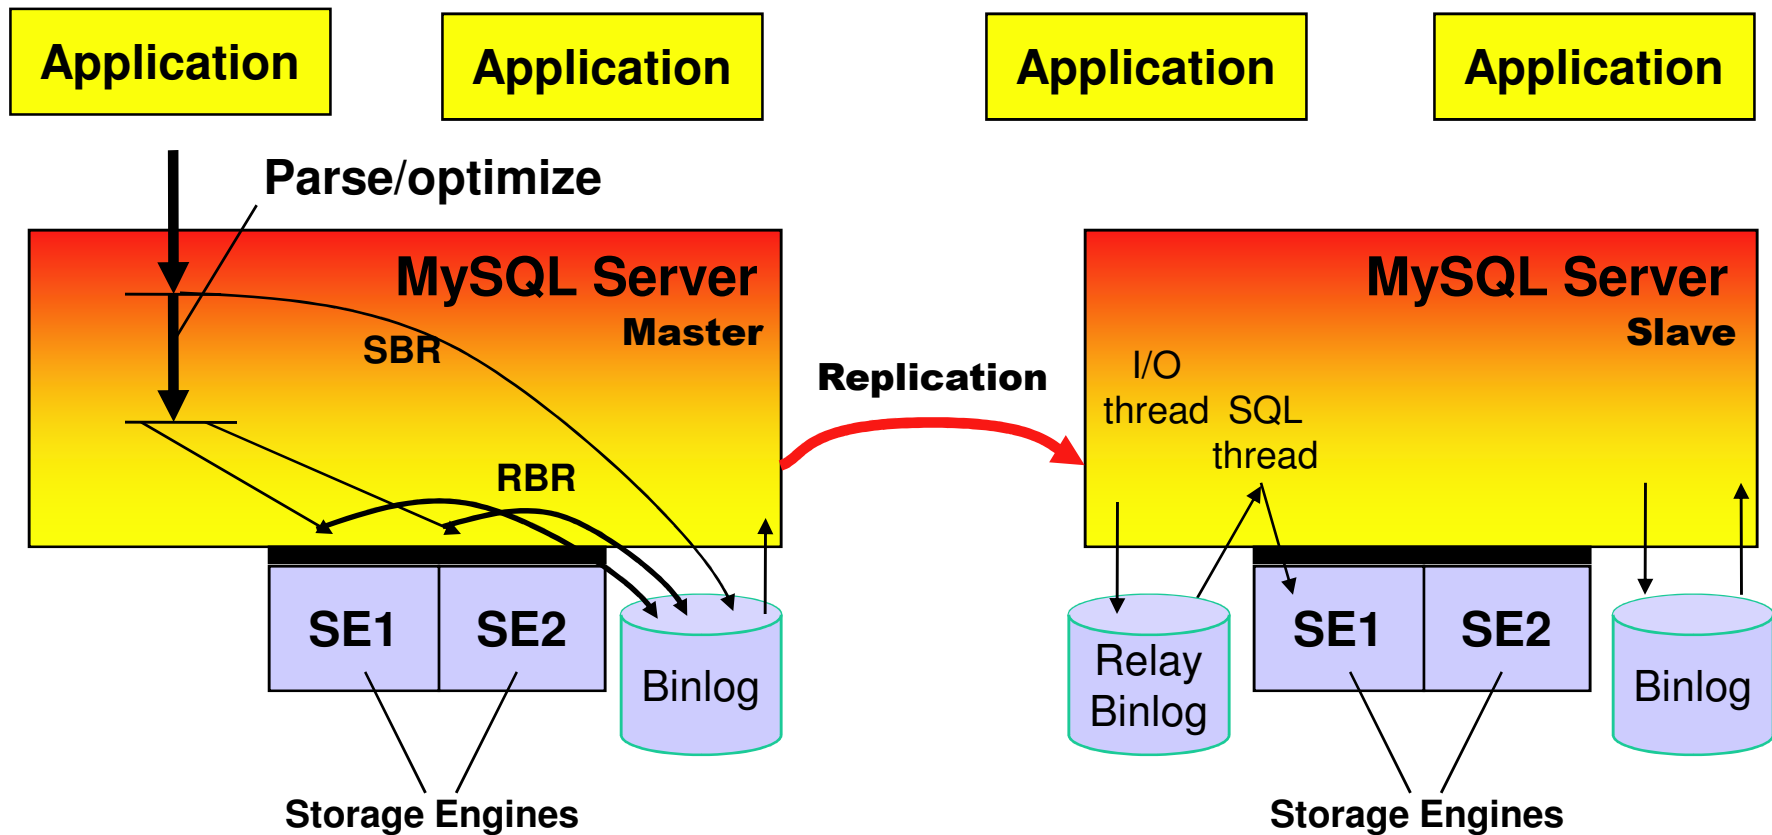 Application
Application
Application
Application
Parse/optimize
MySQL Server
Master
SBR
RBR
SE1
SE2
Binlog
Storage Engines
Replication
MySQL Server
Slave
I/O
thread
SQL
thread
Relay
Binlog
SE1
SE2
Binlog
Storage Engines